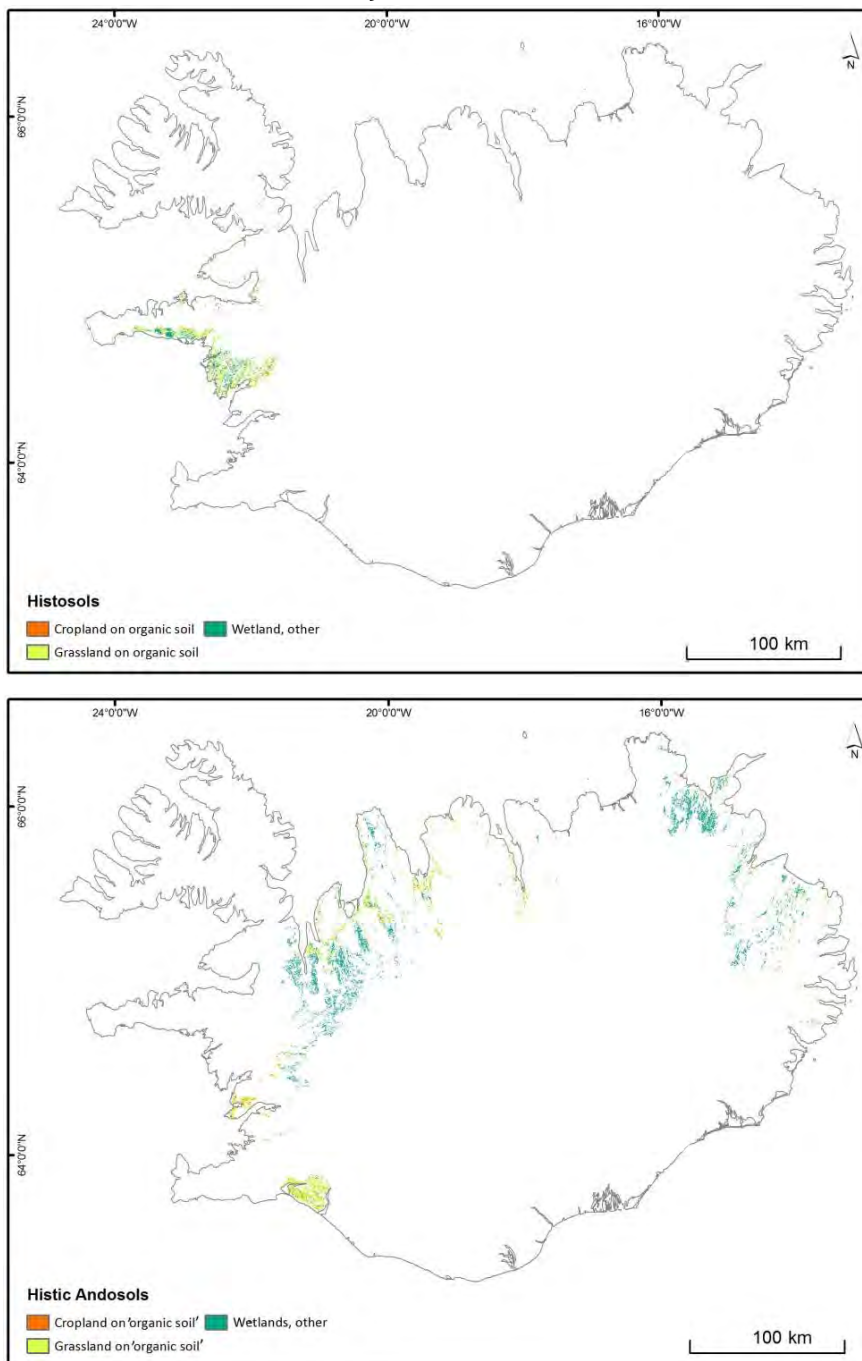 24°0'0"W 20°0'0"W 16°0'0"W
N
66°0'0"N
64°0'0"N
Histosols
Cropland on organic soil Wetland, other
Grassland on organic soil
100 km
24°0'0"W 20°0'0"W 16°0'0"W
N
66°0'0"N
64°0'0"N
Histic Andosols
Cropland on 'organic soil' Wetlands, other
Grassland on 'organic soil'
100 km